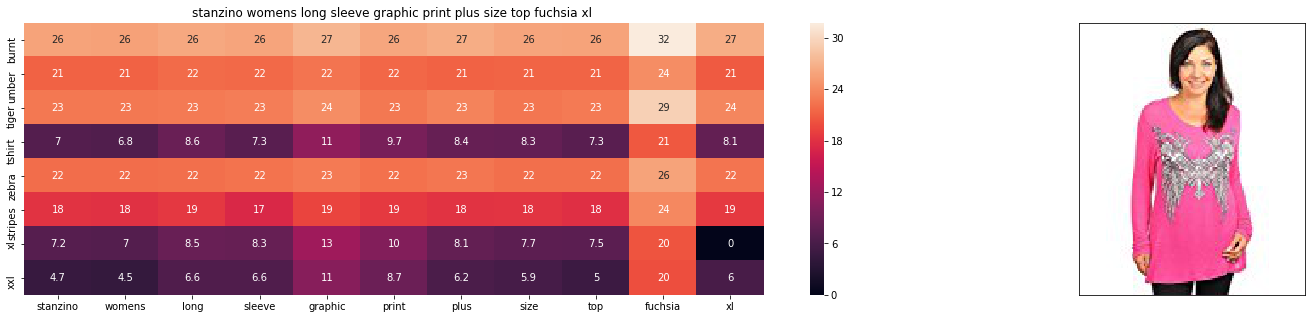 stanzino womens long sleeve graphic print plus size top fuchsia xl
burnt 26 26 26 26 27 26 27 26 26 32 27
umber 21 21 22 22 22 22 21 21 21 24 21
tiger 23 23 23 23 24 23 23 23 23 29 24
tshirt 7 6.8 8.6 7.3 11 9.7 8.4 8.3 7.3 21 8.1
zebra 22 22 22 22 23 22 23 22 22 26 22
stripes 18 18 19 17 19 19 18 18 18 24 19
xl 7.2 7 8.5 8.3 13 10 8.1 7.7 7.5 20 0
xxl 4.7 4.5 6.6 6.6 11 8.7 6.2 5.9 5 20 6
stanzino womens long sleeve graphic print plus size top fuchsia xl
30
24
18
12
6
0